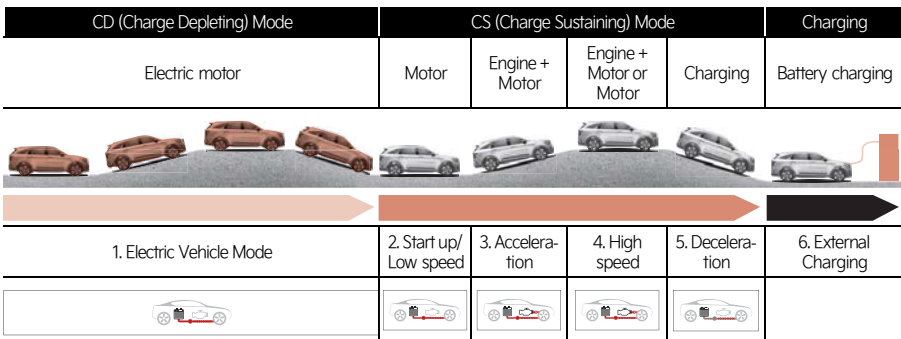 CD (Charge Depleting) Mode
CS (Charge Sustaining) Mode
Charging
Electric motor
Motor
Engine +
Motor
Engine +
Motor or
Motor
Charging
Battery charging
1. Electric Vehicle Mode
2. Start up/
Low speed
3. Accelera-
tion
4. High
speed
5. Decelera-
tion
6. External
Charging